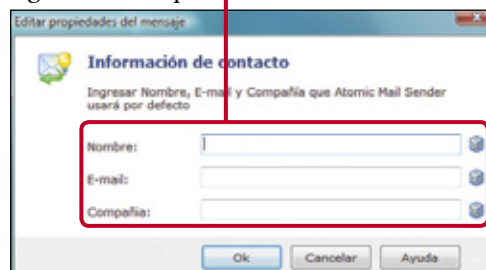 Editar propiedades del mensaje
Información de contacto
Ingresar Nombre, E-mail y Compañía que Atomic Mail Sender
usará por defecto
Nombre:
E-mail:
Compañia:
Ok Cancelar Ayuda